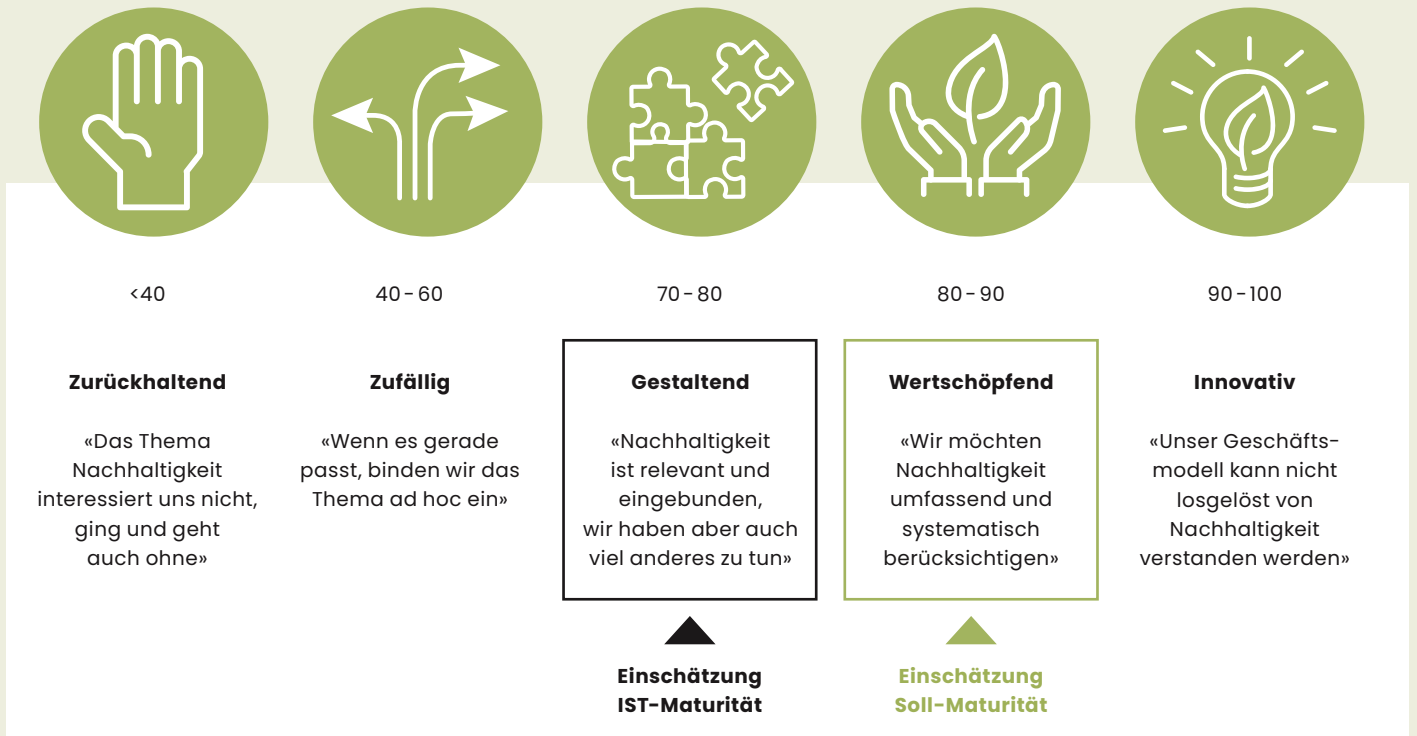 <40
40-60
70-80
80-90
90-100
Zurückhaltend
«Das Thema
Nachhaltigkeit
interessiert uns nicht,
ging und geht
auch ohne»
Zufällig
«Wenn es gerade
passt, binden wir das
Thema ad hoc ein»
Gestaltend
«Nachhaltigkeit
ist relevant und
eingebunden,
wir haben aber auch
viel anderes zu tun»
Wertschöpfend
«Wir möchten
Nachhaltigkeit
umfassend und
systematisch
berücksichtigen»
Innovativ
«Unser Geschäfts-
modell kann nicht
losgelöst von
Nachhaltigkeit
verstanden werden»
Einschätzung
IST-Maturität
Einschätzung
Soll-Maturität